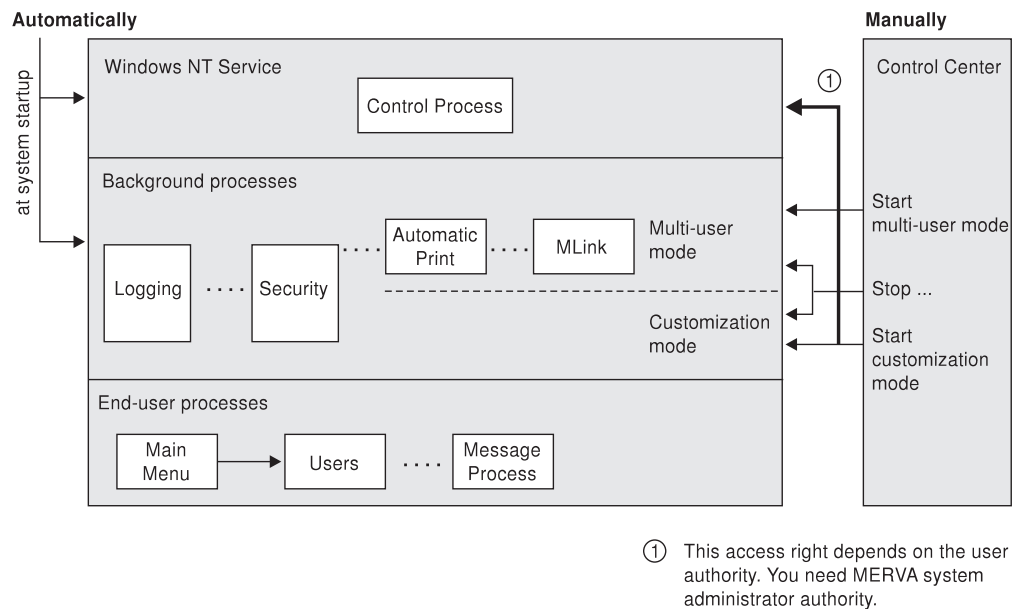 Automatically
Manually
at system startup
Windows NT Service
Control Process
1
Control Center
Background processes
Logging
....
Security
....
Automatic
Print
....
MLink
Multi-user
mode
Customization
mode
Start
multi-user mode
Stop ...
Start
customization
mode
End-user processes
Main
Menu
Users
....
Message
Process
1 This access right depends on the user
authority. You need MERVA system
administrator authority.